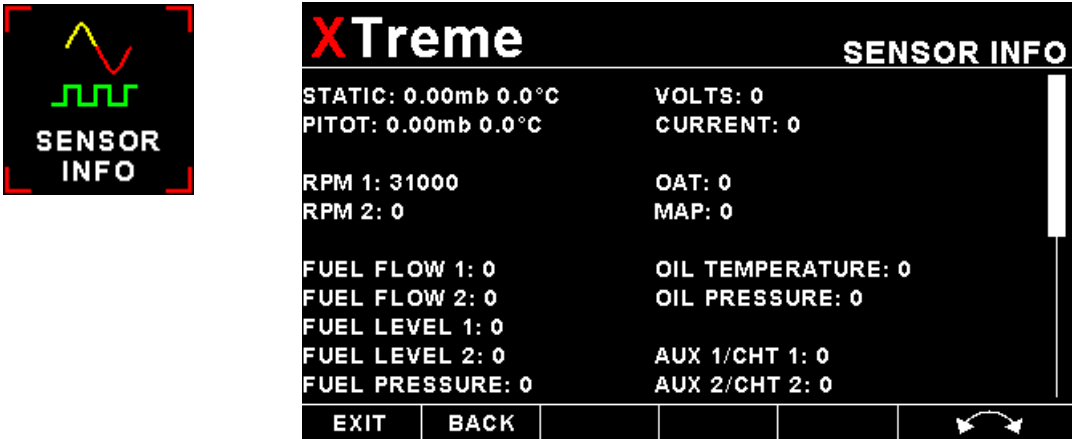 SENSOR
INFO
XTreme
SENSOR INFO
STATIC: 0.00mb 0.0°C
PITOT: 0.00mb 0.0°C
RPM 1: 31000
RPM 2: 0
FUEL FLOW 1: 0
FUEL FLOW 2: 0
FUEL LEVEL 1: 0
FUEL LEVEL 2: 0
FUEL PRESSURE: 0
VOLTS: 0
CURRENT: 0
OAT: 0
MAP: 0
OIL TEMPERATURE: 0
OIL PRESSURE: 0
AUX 1/CHT 1: 0
AUX 2/CHT 2: 0
EXIT BACK